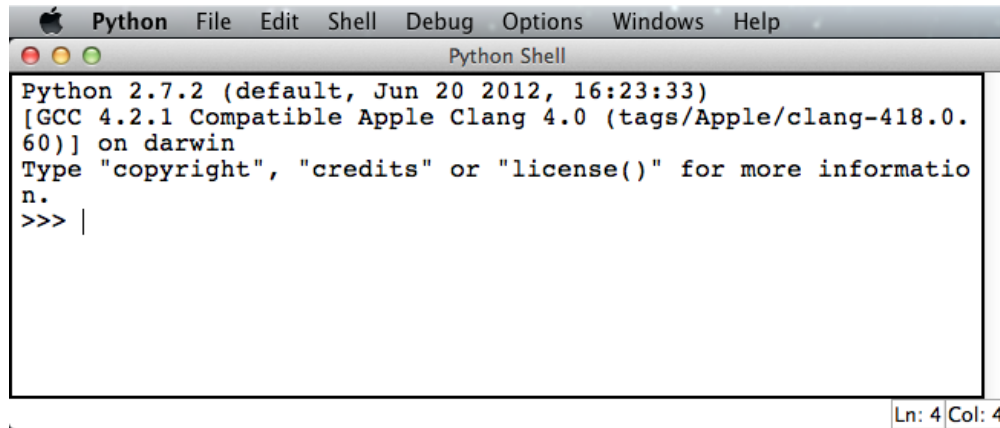 Python File Edit Shell Debug Options Windows Help
Python Shell
Python 2.7.2 (default, Jun 20 2012, 16:23:33)
[GCC 4.2.1 Compatible Apple Clang 4.0 (tags/Apple/clang-418.0.
60)] on darwin
Type "copyright", "credits" or "license()" for more informatio
n.
>>>
Ln: 4 Col: 4